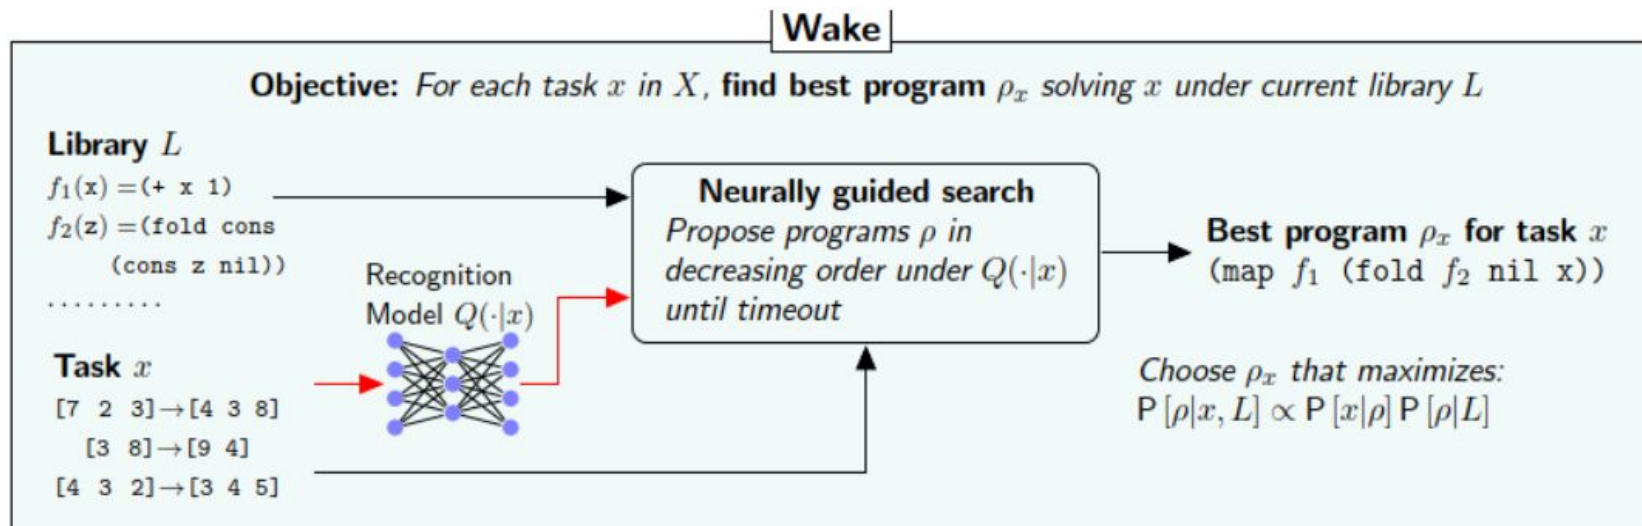 Wake
Objective: For each task x in X, find best program ρₓ solving x under current library L
Library L
f₁(x) =(+ x 1)
f₂(z) =(fold cons
(cons z nil))
.........
Recognition
Model Q(·|x)
Task x
[7 2 3]→[4 3 8]
[3 8]→[9 4]
[4 3 2]→[3 4 5]
Neurally guided search
Propose programs ρ in
decreasing order under Q(·|x)
until timeout
Best program ρₓ for task x
(map f₁ (fold f₂ nil x))
Choose ρₓ that maximizes:
P [ρ|x, L] ∝ P [x|ρ] P [ρ|L]